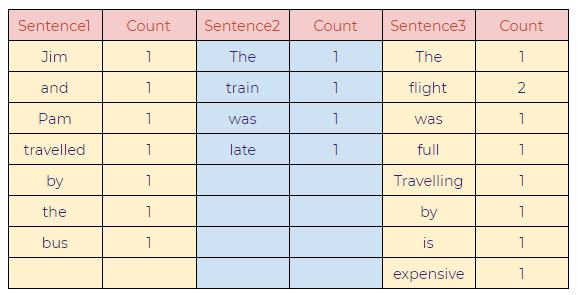 Sentence1 Count Sentence2 Count Sentence3 Count
Jim 1 The 1 The 1
and 1 train 1 flight 2
Pam 1 was 1 was 1
travelled 1 late 1 full 1
by 1 Travelling 1
the 1 by 1
bus 1 is 1
expensive 1